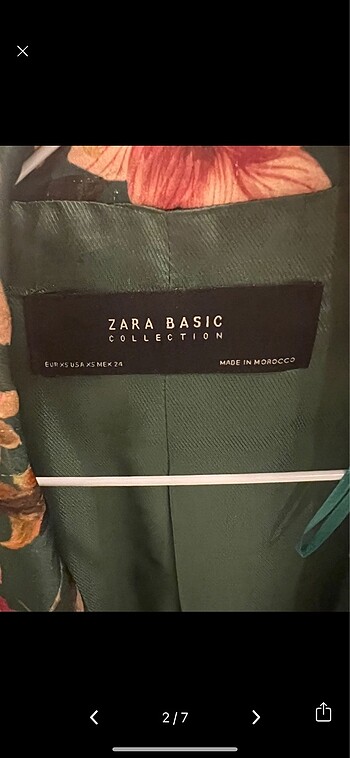 ZARA BASIC
COLLECTION
EUR XS USA XS MEX 24
MADE IN MOROCCO
2/7